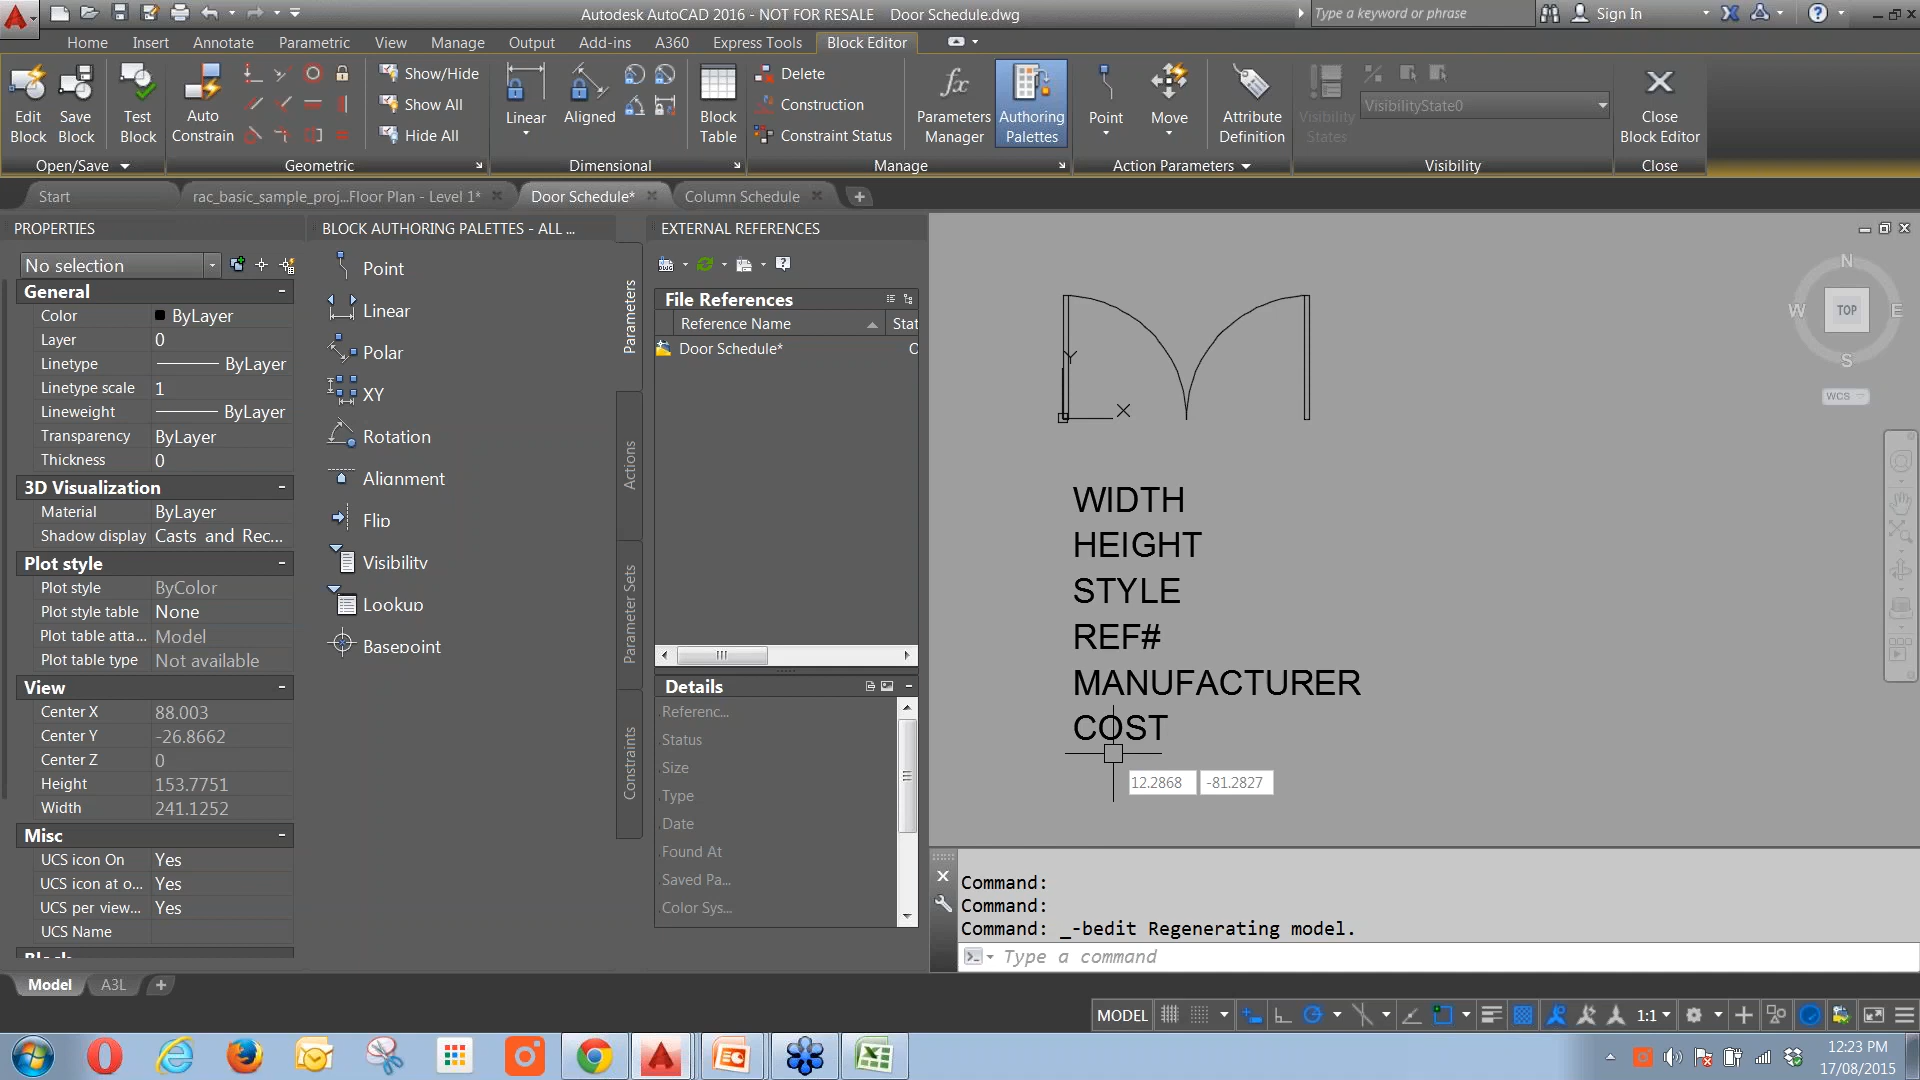 Autodesk AutoCAD 2016 - NOT FOR RESALE Door Schedule.dwg
Type a keyword or phrase
Sign In
Home Insert Annotate Parametric View Manage Output Add-ins A360 Express Tools Block Editor
Edit Block
Save Block
Test Block
Auto Constrain
Show/Hide
Show All
Hide All
Linear
Aligned
Block Table
Delete
Construction
Constraint Status
Parameters Manager
Authoring Palettes
Point
Move
Attribute Definition
Visibility States
VisibilityState0
Close Block Editor
Open/Save Geometric Dimensional Manage Action Parameters Visibility Close
Start rac_basic_sample_proj...Floor Plan - Level 1* Door Schedule* Column Schedule
PROPERTIES
No selection
General
Color ByLayer
Layer 0
Linetype ByLayer
Linetype scale 1
Lineweight ByLayer
Transparency ByLayer
Thickness 0
3D Visualization
Material ByLayer
Shadow display Casts and Rec...
Plot style
Plot style ByColor
Plot style table None
Plot table atta... Model
Plot table type Not available
View
Center X 88.003
Center Y -26.8662
Center Z 0
Height 153.7751
Width 241.1252
Misc
UCS icon On Yes
UCS icon at o... Yes
UCS per view... Yes
UCS Name
BLOCK AUTHORING PALETTES - ALL ...
Point
Linear
Polar
XY
Rotation
Alignment
Flip
Visibility
Lookup
Basepoint
Parameters
Actions
Parameter Sets
Constraints
EXTERNAL REFERENCES
File References
Reference Name Stat
Door Schedule* O
Details
Referenc...
Status
Size
Type
Date
Found At
Saved Pa...
Color Sys...
Y
X
WIDTH
HEIGHT
STYLE
REF#
MANUFACTURER
COST
12.2868 -81.2827
N
W TOP E
S
WCS
Command:
Command:
Command: _-bedit Regenerating model.
Type a command
Model A3L
MODEL 1:1
12:23 PM
17/08/2015